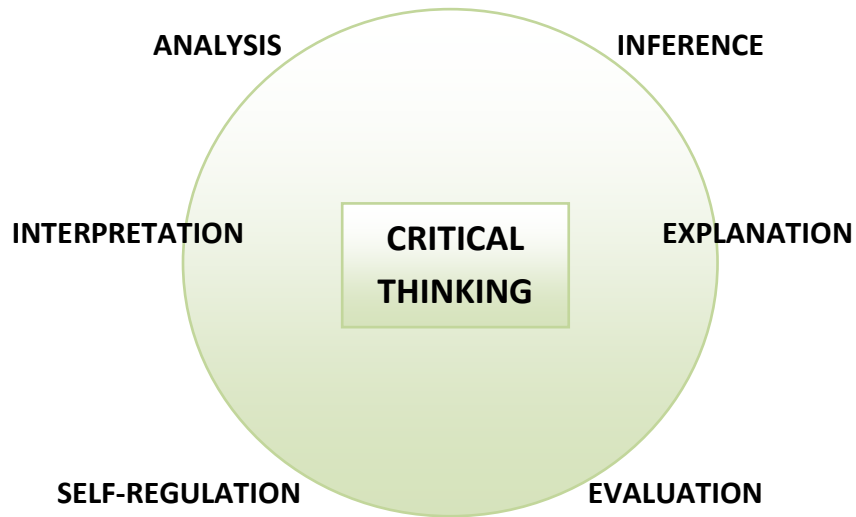 ANALYSIS
INFERENCE
INTERPRETATION
CRITICAL
THINKING
EXPLANATION
SELF-REGULATION
EVALUATION